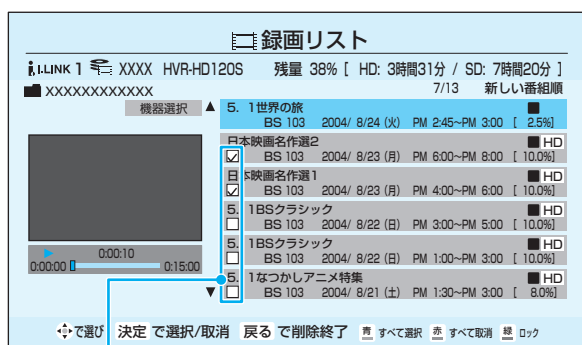 録画リスト
i.LINK 1 XXXX HVR-HD120S 残量 38% [ HD: 3時間31分 / SD: 7時間20分 ]
XXXXXXXXXXXXX 7/13 新しい番組順
機器選択 ▲
5. 1世界の旅
BS 103 2004/ 8/24 (火) PM 2:45~PM 3:00 [ 2.5%]
日本映画名作選2 HD
BS 103 2004/ 8/23 (月) PM 6:00~PM 8:00 [ 10.0%]
日本映画名作選1 HD
BS 103 2004/ 8/23 (月) PM 4:00~PM 6:00 [ 10.0%]
5. 1BSクラシック HD
BS 103 2004/ 8/22 (日) PM 3:00~PM 5:00 [ 10.0%]
5. 1BSクラシック HD
BS 103 2004/ 8/22 (日) PM 1:00~PM 3:00 [ 10.0%]
5. 1なつかしアニメ特集 HD
BS 103 2004/ 8/21 (土) PM 1:30~PM 3:00 [ 8.0%]
0:00:10
0:00:00 0:15:00
▼
で選び 決定 で選択/取消 戻る で削除終了 青 すべて選択 赤 すべて取消 緑 ロック